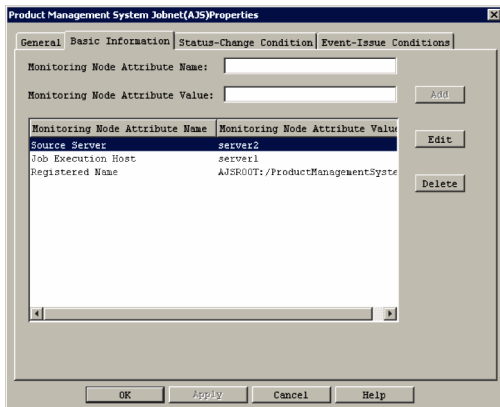 Product Management System Jobnet(AJS)Properties
General Basic Information Status-Change Condition Event-Issue Conditions
Monitoring Node Attribute Name:
Monitoring Node Attribute Value: Add
Monitoring Node Attribute Name Monitoring Node Attribute Value
Source Server server2
Job Execution Host server1
Registered Name AJSROOT:/ProductManagementSyste
Edit
Delete
OK Apply Cancel Help